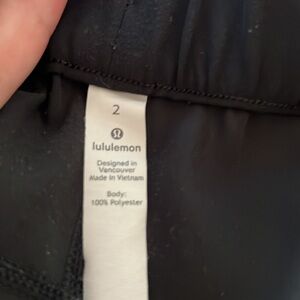 2
lululemon
Designed in
Vancouver
Made in Vietnam
Body:
100% Polyester